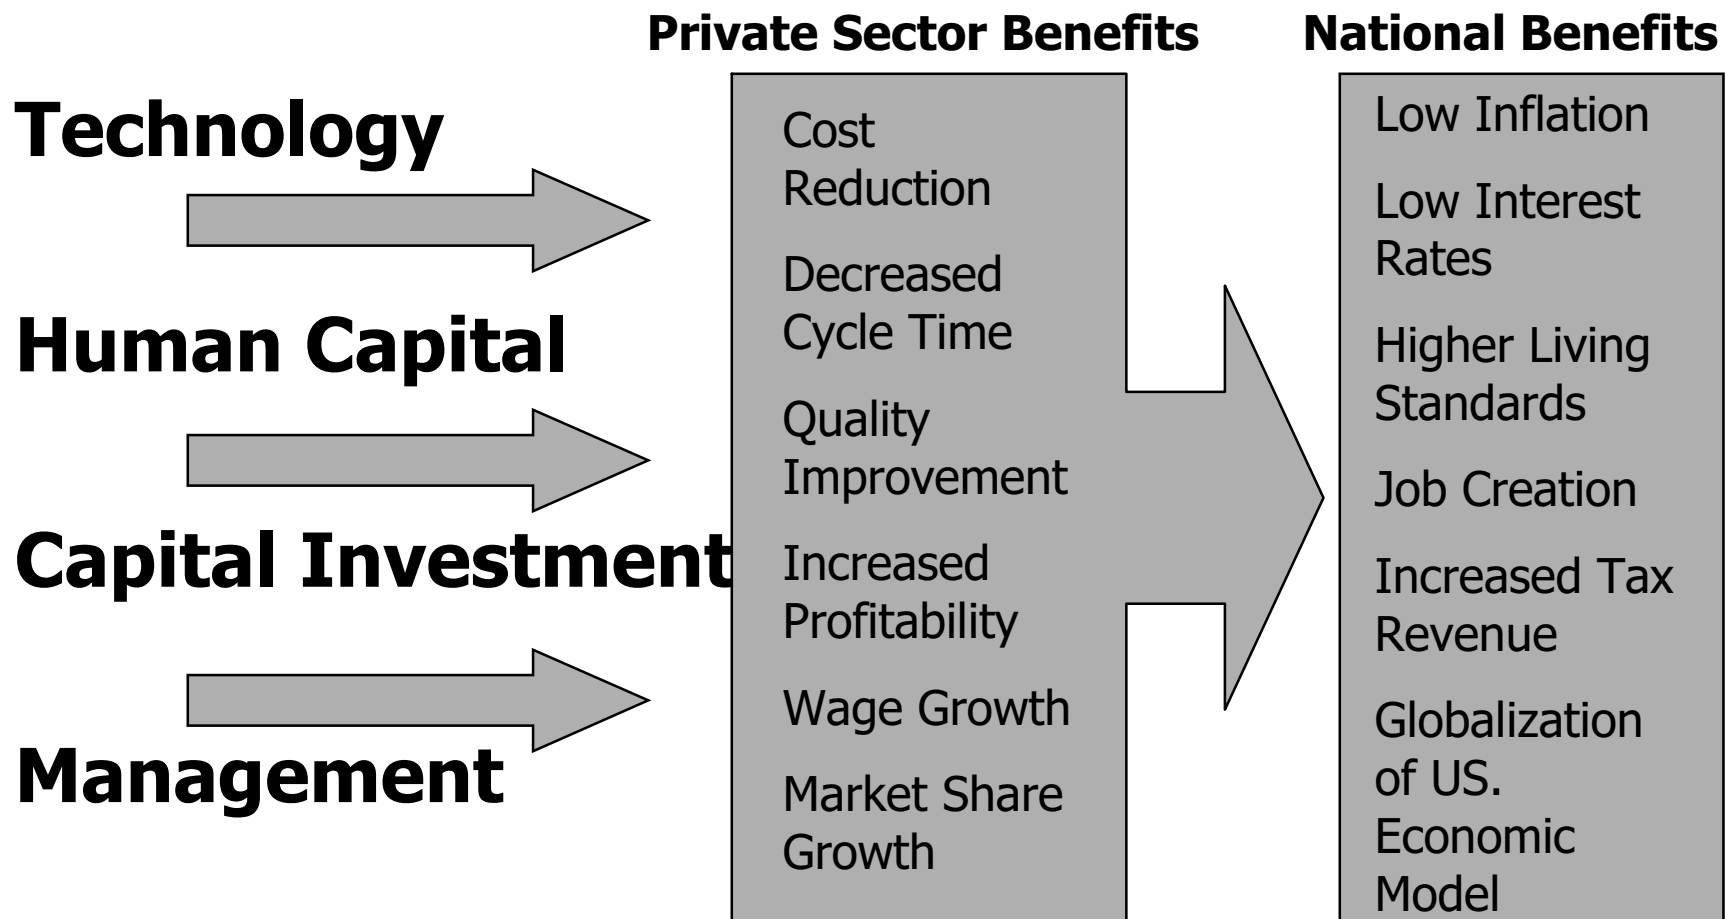 Private Sector Benefits
National Benefits
Technology
Human Capital
Capital Investment
Management
Cost
Reduction
Decreased
Cycle Time
Quality
Improvement
Increased
Profitability
Wage Growth
Market Share
Growth
Low Inflation
Low Interest
Rates
Higher Living
Standards
Job Creation
Increased Tax
Revenue
Globalization
of US.
Economic
Model